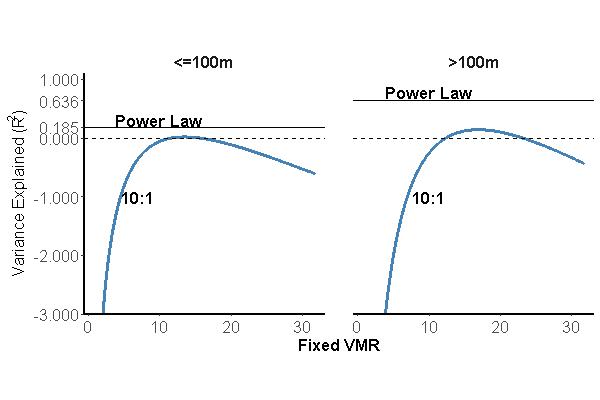 <=100m
>100m
1.000
0.636
0.185
0.000
-1.000
-2.000
-3.000
Variance Explained (R²)
Power Law
10:1
Power Law
10:1
0
10
20
30
0
10
20
30
Fixed VMR